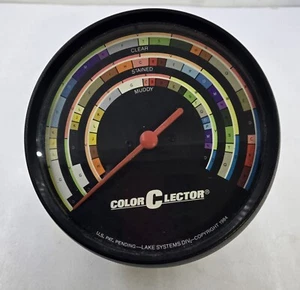 CLEAR
STAINED
MUDDY
COLOR C LECTOR®
U.S. PAT. PENDING—LAKE SYSTEMS DIV.—COPYRIGHT 1984